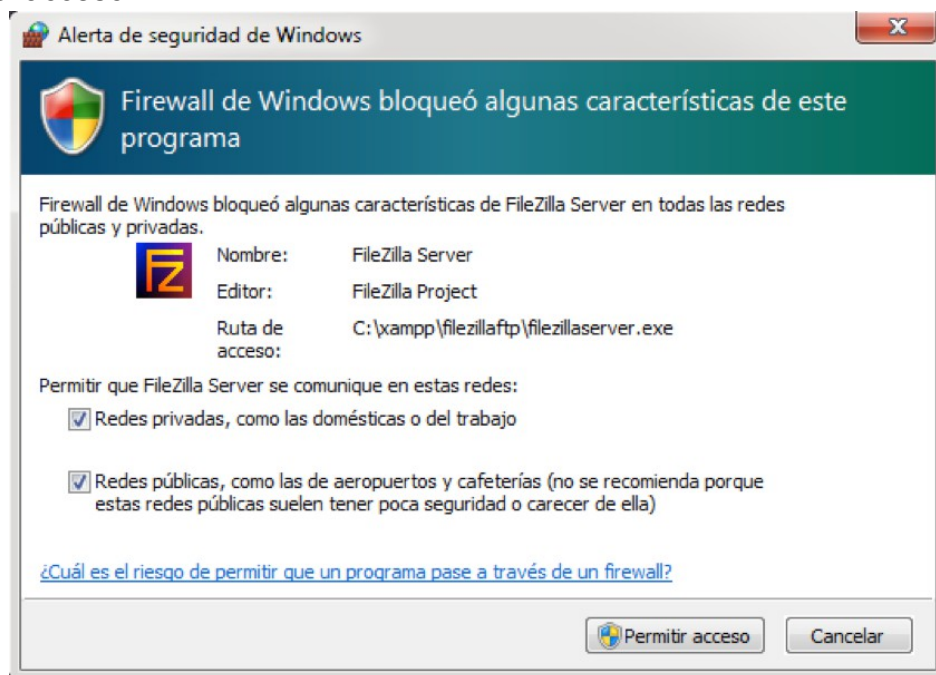 Alerta de seguridad de Windows
Firewall de Windows bloqueó algunas características de este
programa
Firewall de Windows bloqueó algunas características de FileZilla Server en todas las redes
públicas y privadas.
Nombre: FileZilla Server
Editor: FileZilla Project
Ruta de C:\xampp\filezillaftp\filezillaserver.exe
acceso:
Permitir que FileZilla Server se comunique en estas redes:
Redes privadas, como las domésticas o del trabajo
Redes públicas, como las de aeropuertos y cafeterías (no se recomienda porque
estas redes públicas suelen tener poca seguridad o carecer de ella)
¿Cuál es el riesgo de permitir que un programa pase a través de un firewall?
Permitir acceso Cancelar